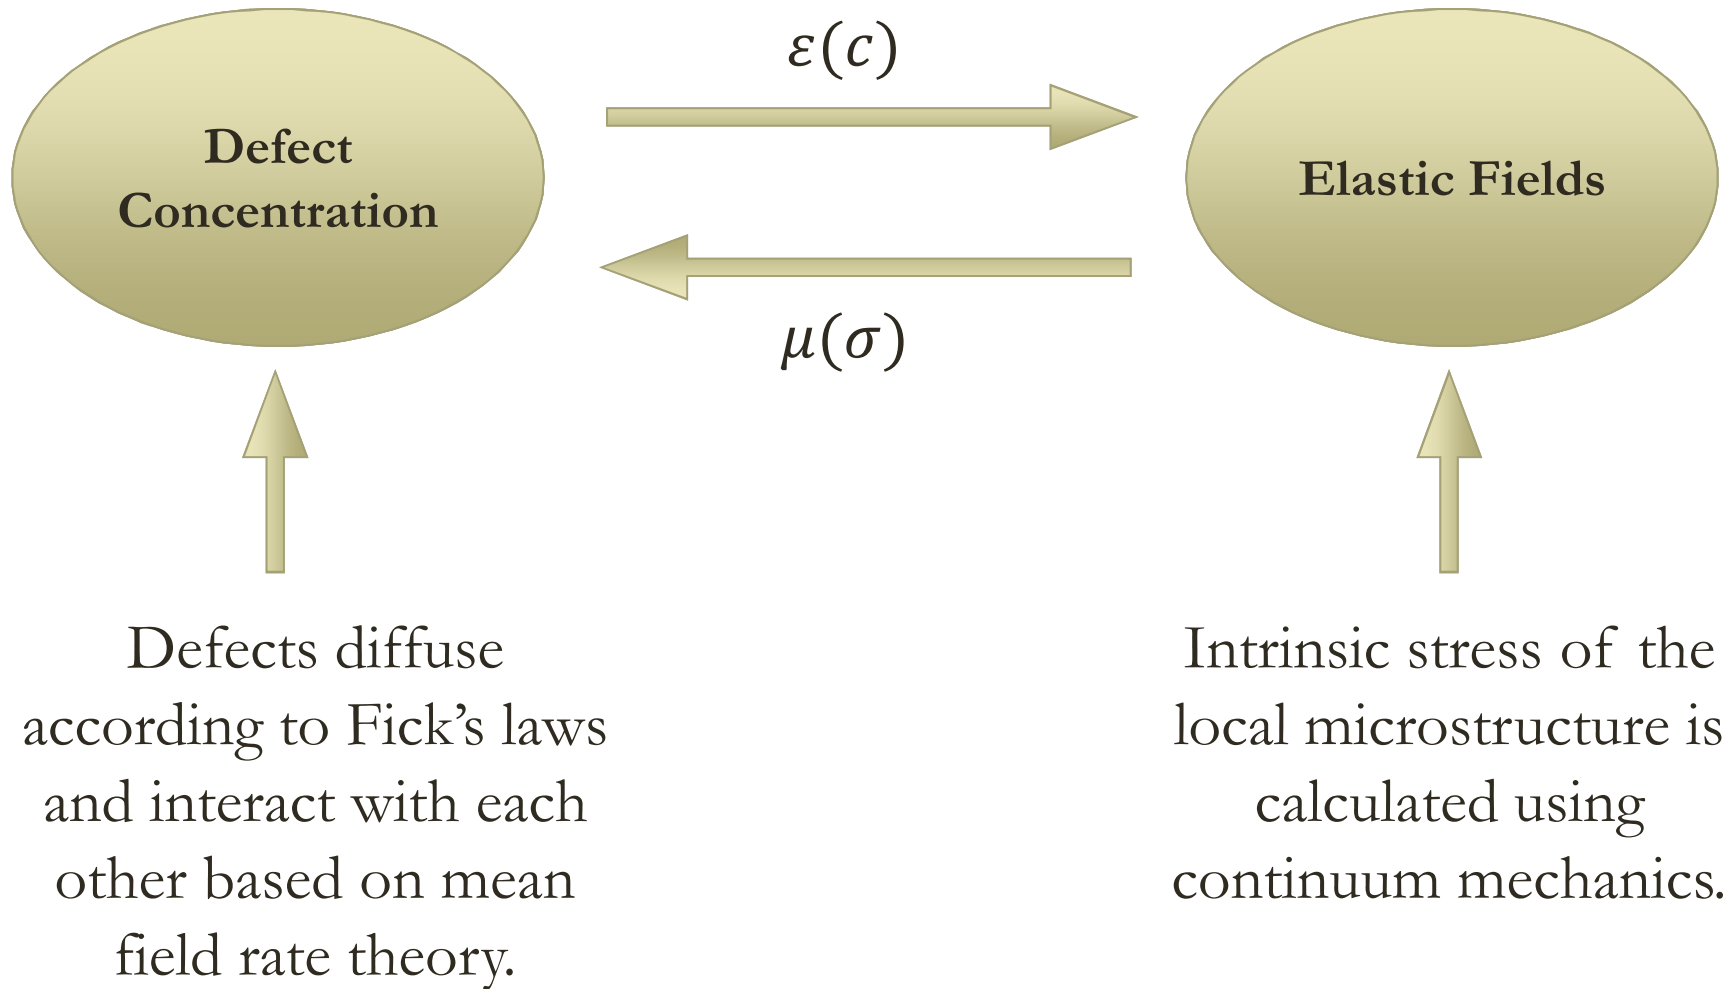 ε(c)
Defect
Concentration
Elastic Fields
μ(σ)
Defects diffuse
according to Fick’s laws
and interact with each
other based on mean
field rate theory.
Intrinsic stress of the
local microstructure is
calculated using
continuum mechanics.